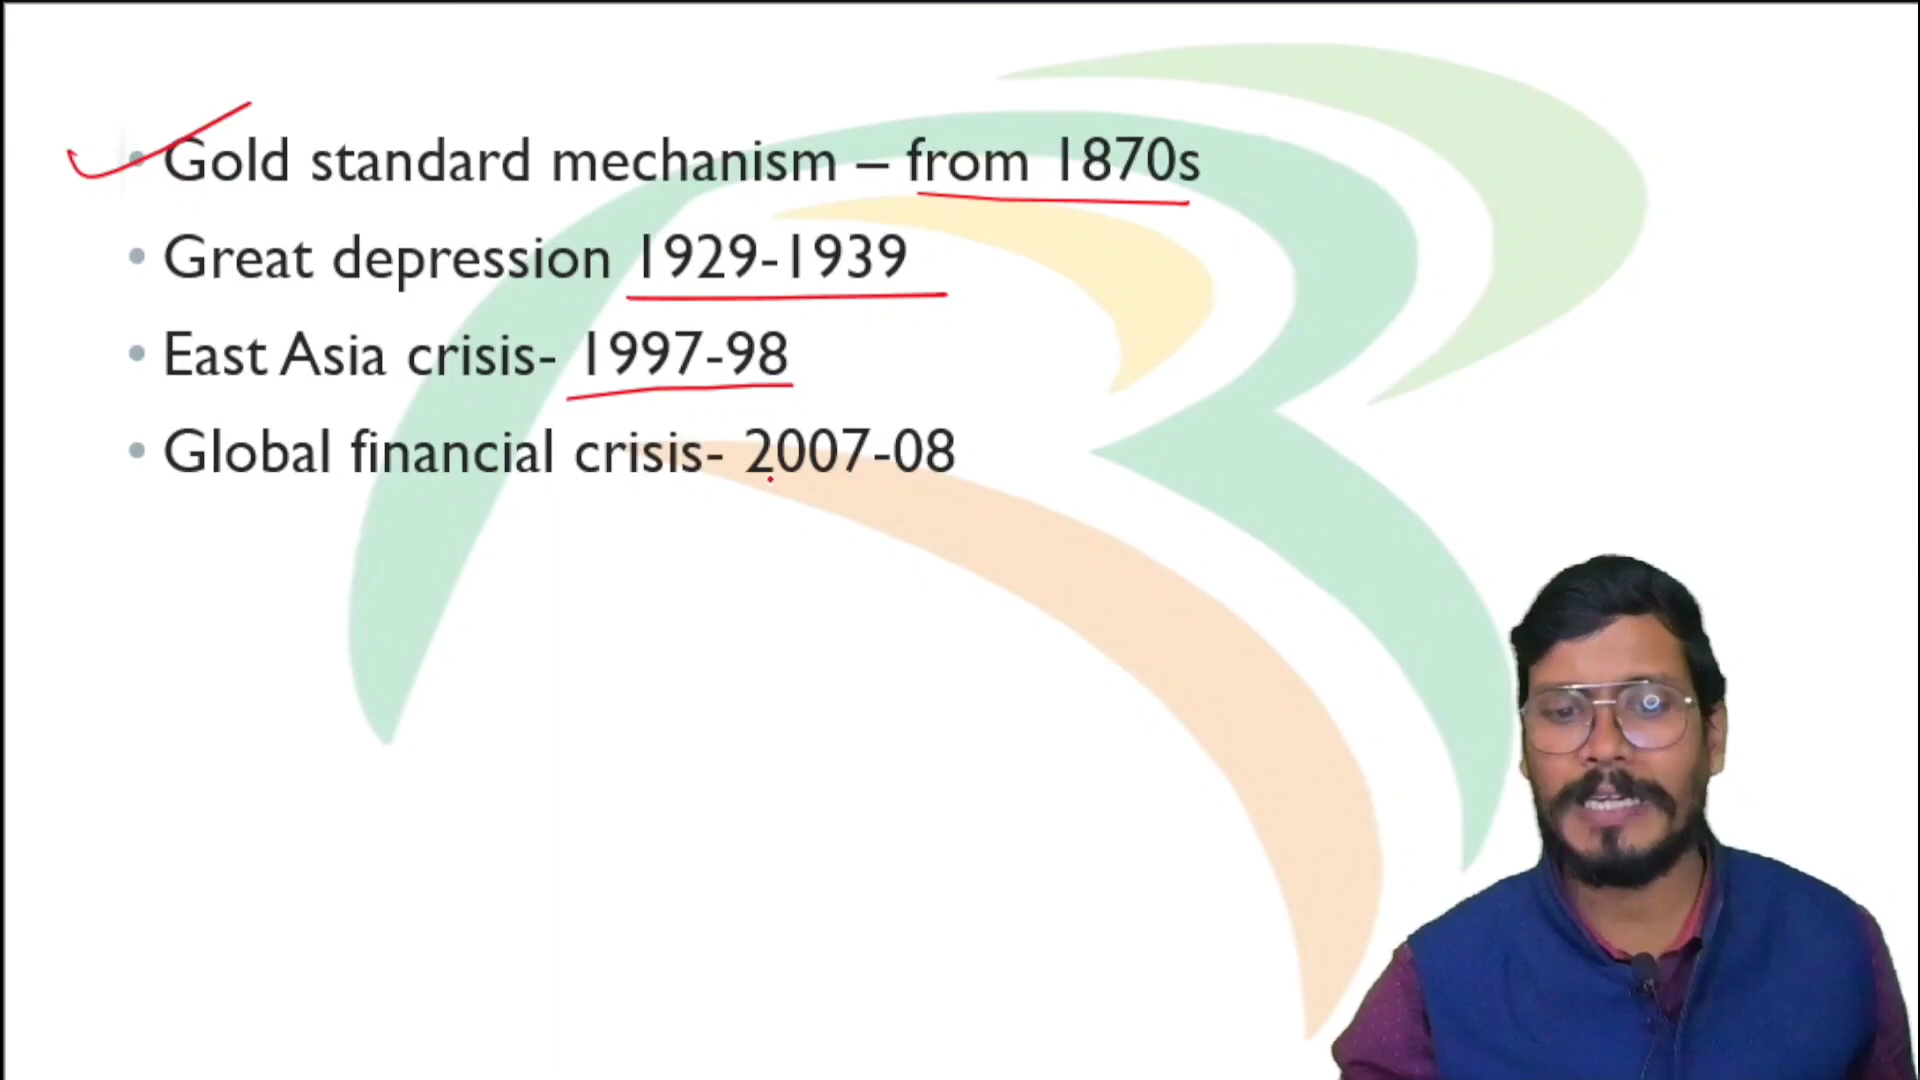 • Gold standard mechanism – from 1870s
• Great depression 1929-1939
• East Asia crisis- 1997-98
• Global financial crisis- 2007-08